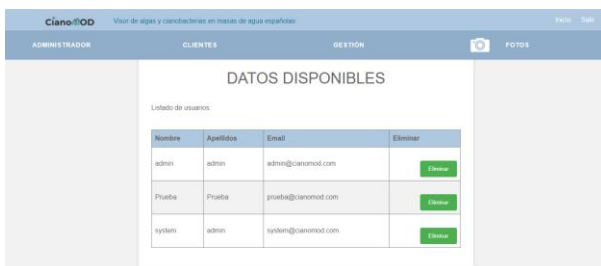 CianoMOD Visor de algas y cianobacterias en masas de agua españolas Inicio Salir
ADMINISTRADOR CLIENTES GESTIÓN FOTOS
DATOS DISPONIBLES
Listado de usuarios.
Nombre Apellidos Email Eliminar
admin admin admin@cianomod.com Eliminar
Prueba Prueba prueba@cianomod.com Eliminar
system admin system@cianomod.com Eliminar